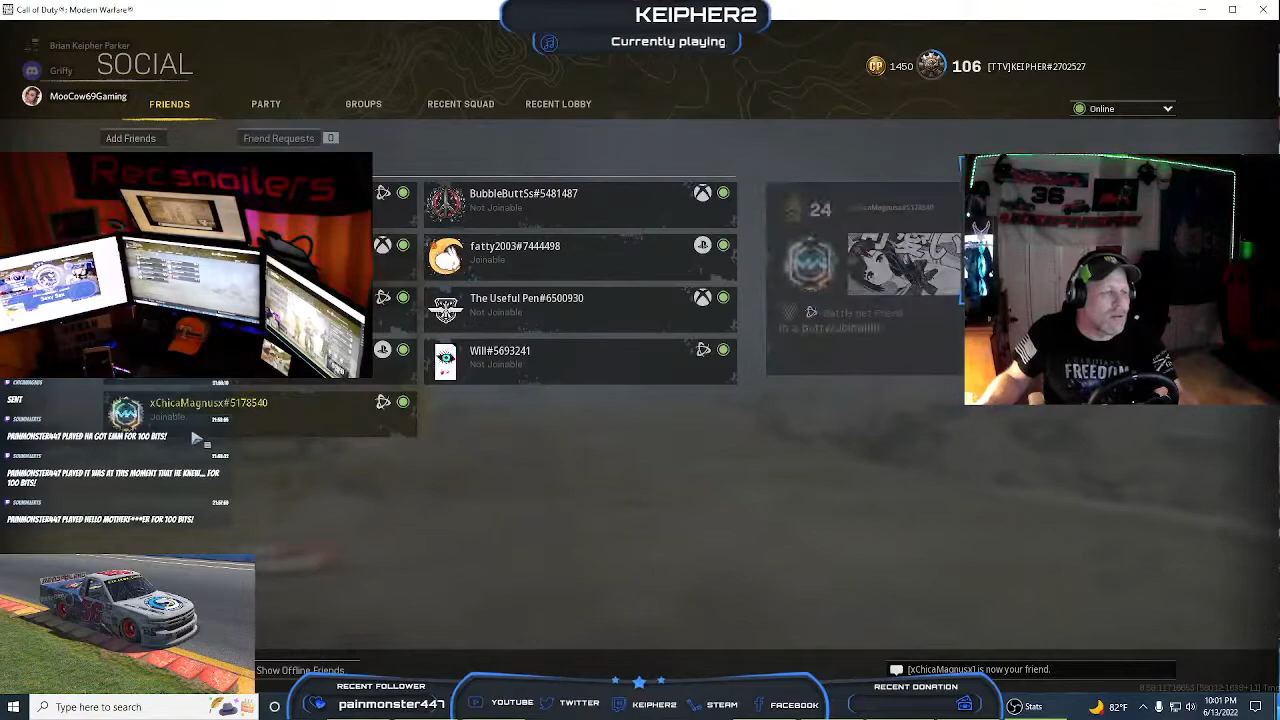 Call of Duty®: Modern Warfare®
KEIPHER2
Currently playing
Brian Keipher Parker
Griffy
MooCow69Gaming
SOCIAL
1450
106
[TTV]KEIPHER#2702527
FRIENDS
PARTY
GROUPS
RECENT SQUAD
RECENT LOBBY
Online
Add Friends
Friend Requests
0
Red spoilers
BubbleButtSs#5481487
Not Joinable
fatty2003#7444498
Joinable
The Useful Pen#6500930
Not Joinable
Will#5693241
Not Joinable
24
36
FREEDOM
SENT
xChicaMagnusx#5178540
Joinable
PAINMONSTER447 PLAYED HA GOT EMM FOR 100 BITS!
PAINMONSTER447 PLAYED IT WAS AT THIS MOMENT THAT HE KNEW... FOR
100 BITS!
PAINMONSTER447 PLAYED HELLO MOTHERF***ER FOR 100 BITS!
Show Offline Friends
[xChicaMagnusx] is now your friend.
RECENT FOLLOWER
painmonster447
YOUTUBE
TWITTER
KEIPHER2
STEAM
FACEBOOK
RECENT DONATION
Type here to search
Stats
82°F
10:01 PM
6/13/2022